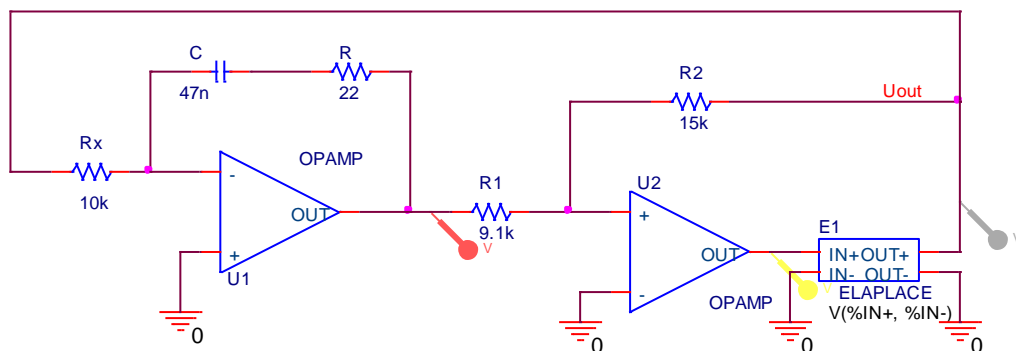 C
47n
R
22
R2
15k
Uout
Rx
10k
-
+
OUT
OPAMP
U1
0
V
R1
9.1k
U2
+
-
OUT
OPAMP
0
V
E1
IN+OUT+
IN- OUT-
ELAPLACE
V(%IN+, %IN-)
0
0
V